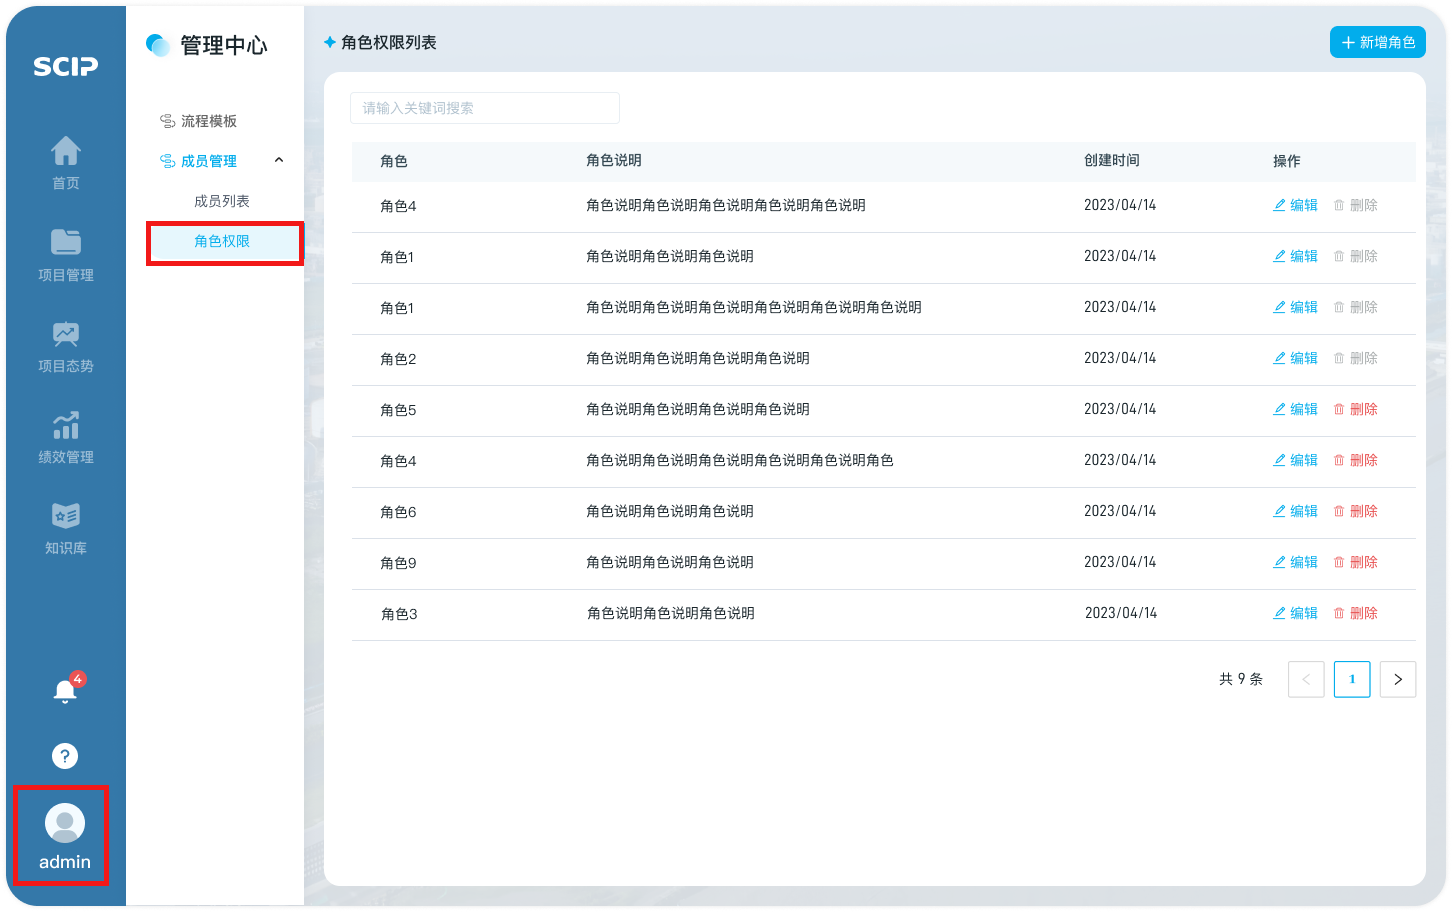 SCIP
首页
项目管理
项目态势
绩效管理
知识库
4
?
admin
管理中心
流程模板
成员管理
成员列表
角色权限
角色权限列表
新增角色
请输入关键词搜索
角色 角色说明 创建时间 操作
角色4 角色说明角色说明角色说明角色说明角色说明 2023/04/14 编辑 删除
角色1 角色说明角色说明角色说明 2023/04/14 编辑 删除
角色1 角色说明角色说明角色说明角色说明角色说明角色说明 2023/04/14 编辑 删除
角色2 角色说明角色说明角色说明角色说明 2023/04/14 编辑 删除
角色5 角色说明角色说明角色说明角色说明 2023/04/14 编辑 删除
角色4 角色说明角色说明角色说明角色说明角色说明角色 2023/04/14 编辑 删除
角色6 角色说明角色说明角色说明 2023/04/14 编辑 删除
角色9 角色说明角色说明角色说明 2023/04/14 编辑 删除
角色3 角色说明角色说明角色说明 2023/04/14 编辑 删除
共 9 条 < 1 >